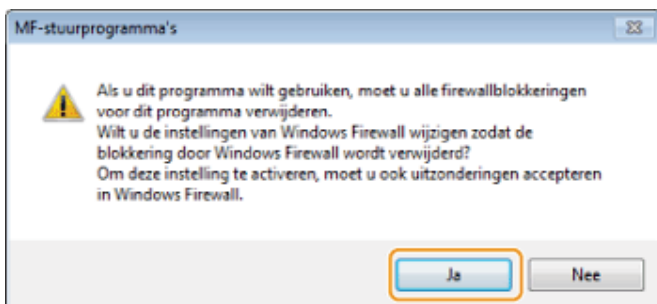 MF-stuurprogramma's
Als u dit programma wilt gebruiken, moet u alle firewallblokkeringen
voor dit programma verwijderen.
Wilt u de instellingen van Windows Firewall wijzigen zodat de
blokkering door Windows Firewall wordt verwijderd?
Om deze instelling te activeren, moet u ook uitzonderingen accepteren
in Windows Firewall.
Ja
Nee